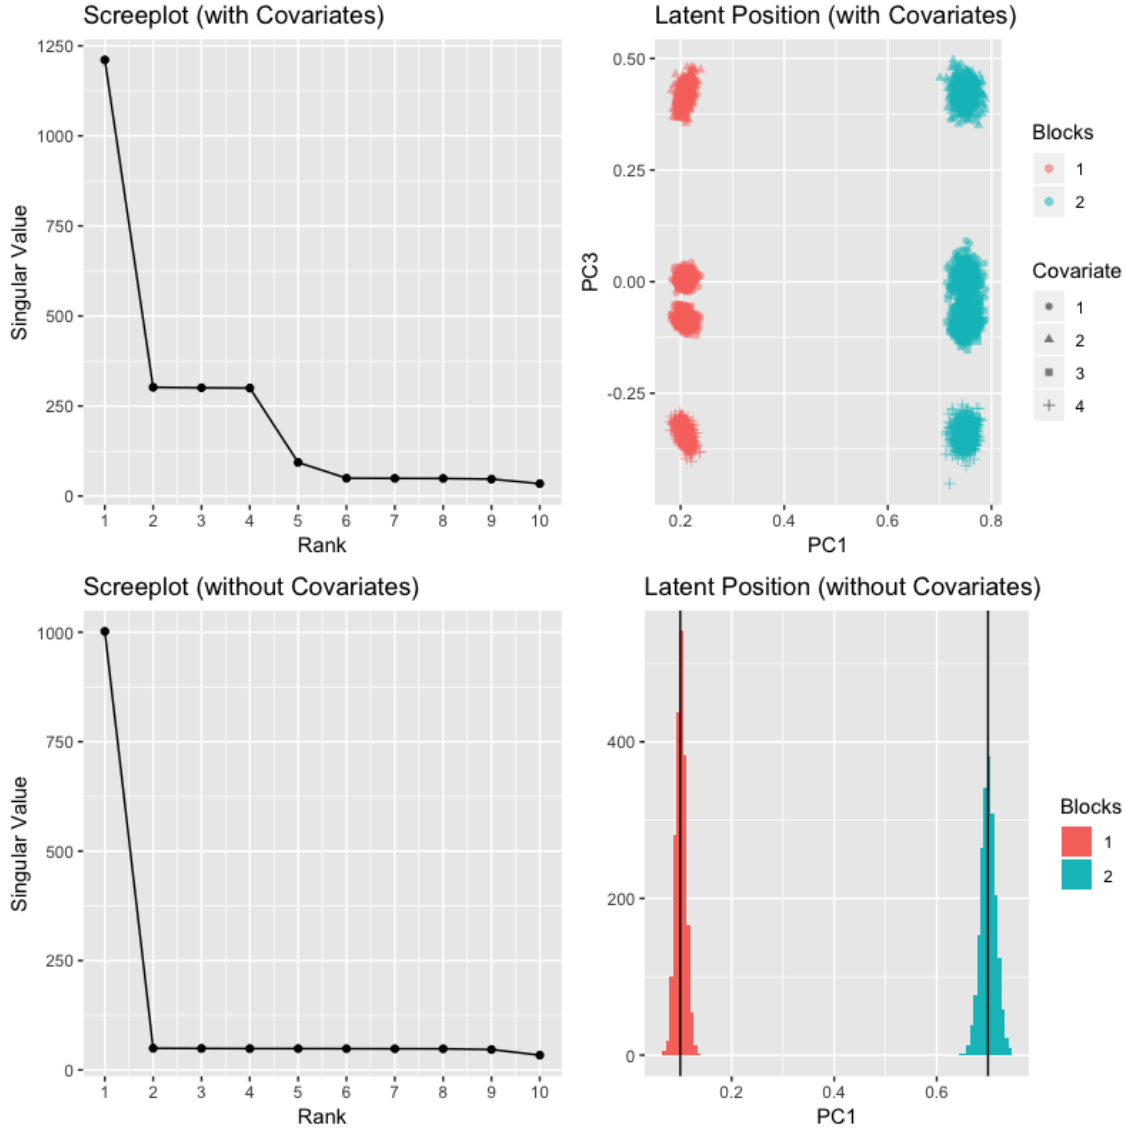 Screeplot (with Covariates)
1250
1000
750
500
250
0
Singular Value
1 2 3 4 5 6 7 8 9 10
Rank
Latent Position (with Covariates)
0.50
0.25
0.00
-0.25
PC3
0.2 0.4 0.6 0.8
PC1
Blocks
1
2
Covariate
1
2
3
4
Screeplot (without Covariates)
1000
750
500
250
0
Singular Value
1 2 3 4 5 6 7 8 9 10
Rank
Latent Position (without Covariates)
400
200
0
0.2 0.4 0.6
PC1
Blocks
1
2